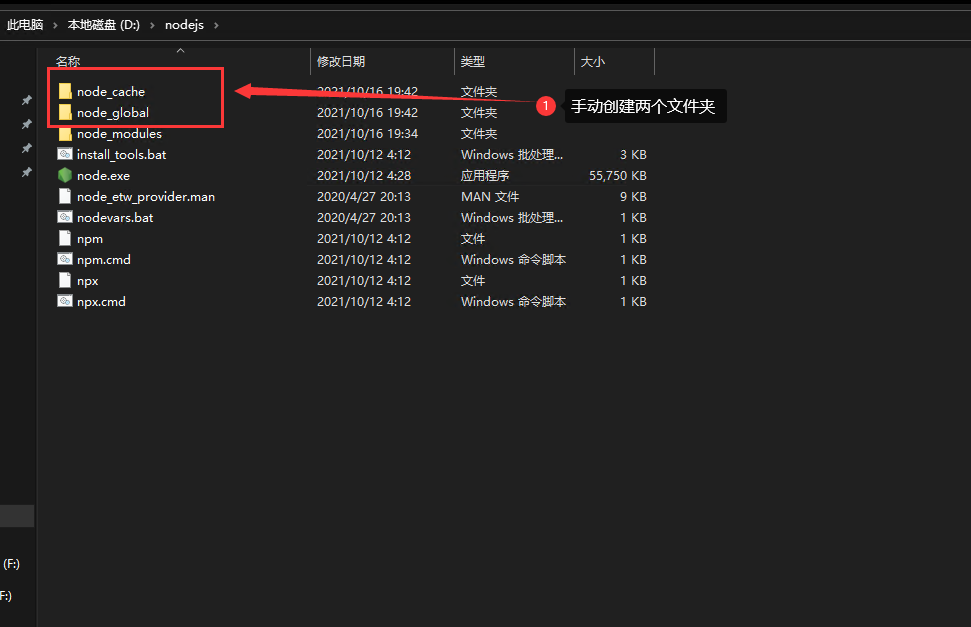 此电脑 > 本地磁盘 (D:) > nodejs >
名称 修改日期 类型 大小
node_cache 2021/10/16 19:42 文件夹
1 手动创建两个文件夹
node_global 2021/10/16 19:42 文件夹
node_modules 2021/10/16 19:34 文件夹
install_tools.bat 2021/10/12 4:12 Windows 批处理... 3 KB
node.exe 2021/10/12 4:28 应用程序 55,750 KB
node_etw_provider.man 2020/4/27 20:13 MAN 文件 9 KB
nodevars.bat 2020/4/27 20:13 Windows 批处理... 1 KB
npm 2021/10/12 4:12 文件 1 KB
npm.cmd 2021/10/12 4:12 Windows 命令脚本 1 KB
npx 2021/10/12 4:12 文件 1 KB
npx.cmd 2021/10/12 4:12 Windows 命令脚本 1 KB
(F:)
F:)